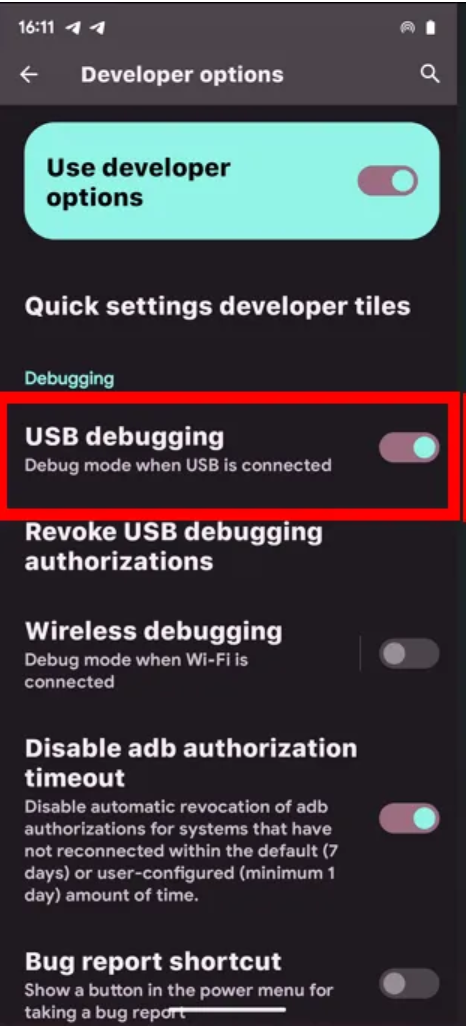 16:11
Developer options
Use developer
options
Quick settings developer tiles
Debugging
USB debugging
Debug mode when USB is connected
Revoke USB debugging
authorizations
Wireless debugging
Debug mode when Wi-Fi is
connected
Disable adb authorization
timeout
Disable automatic revocation of adb
authorizations for systems that have
not reconnected within the default (7
days) or user-configured (minimum 1
day) amount of time.
Bug report shortcut
Show a button in the power menu for
taking a bug report